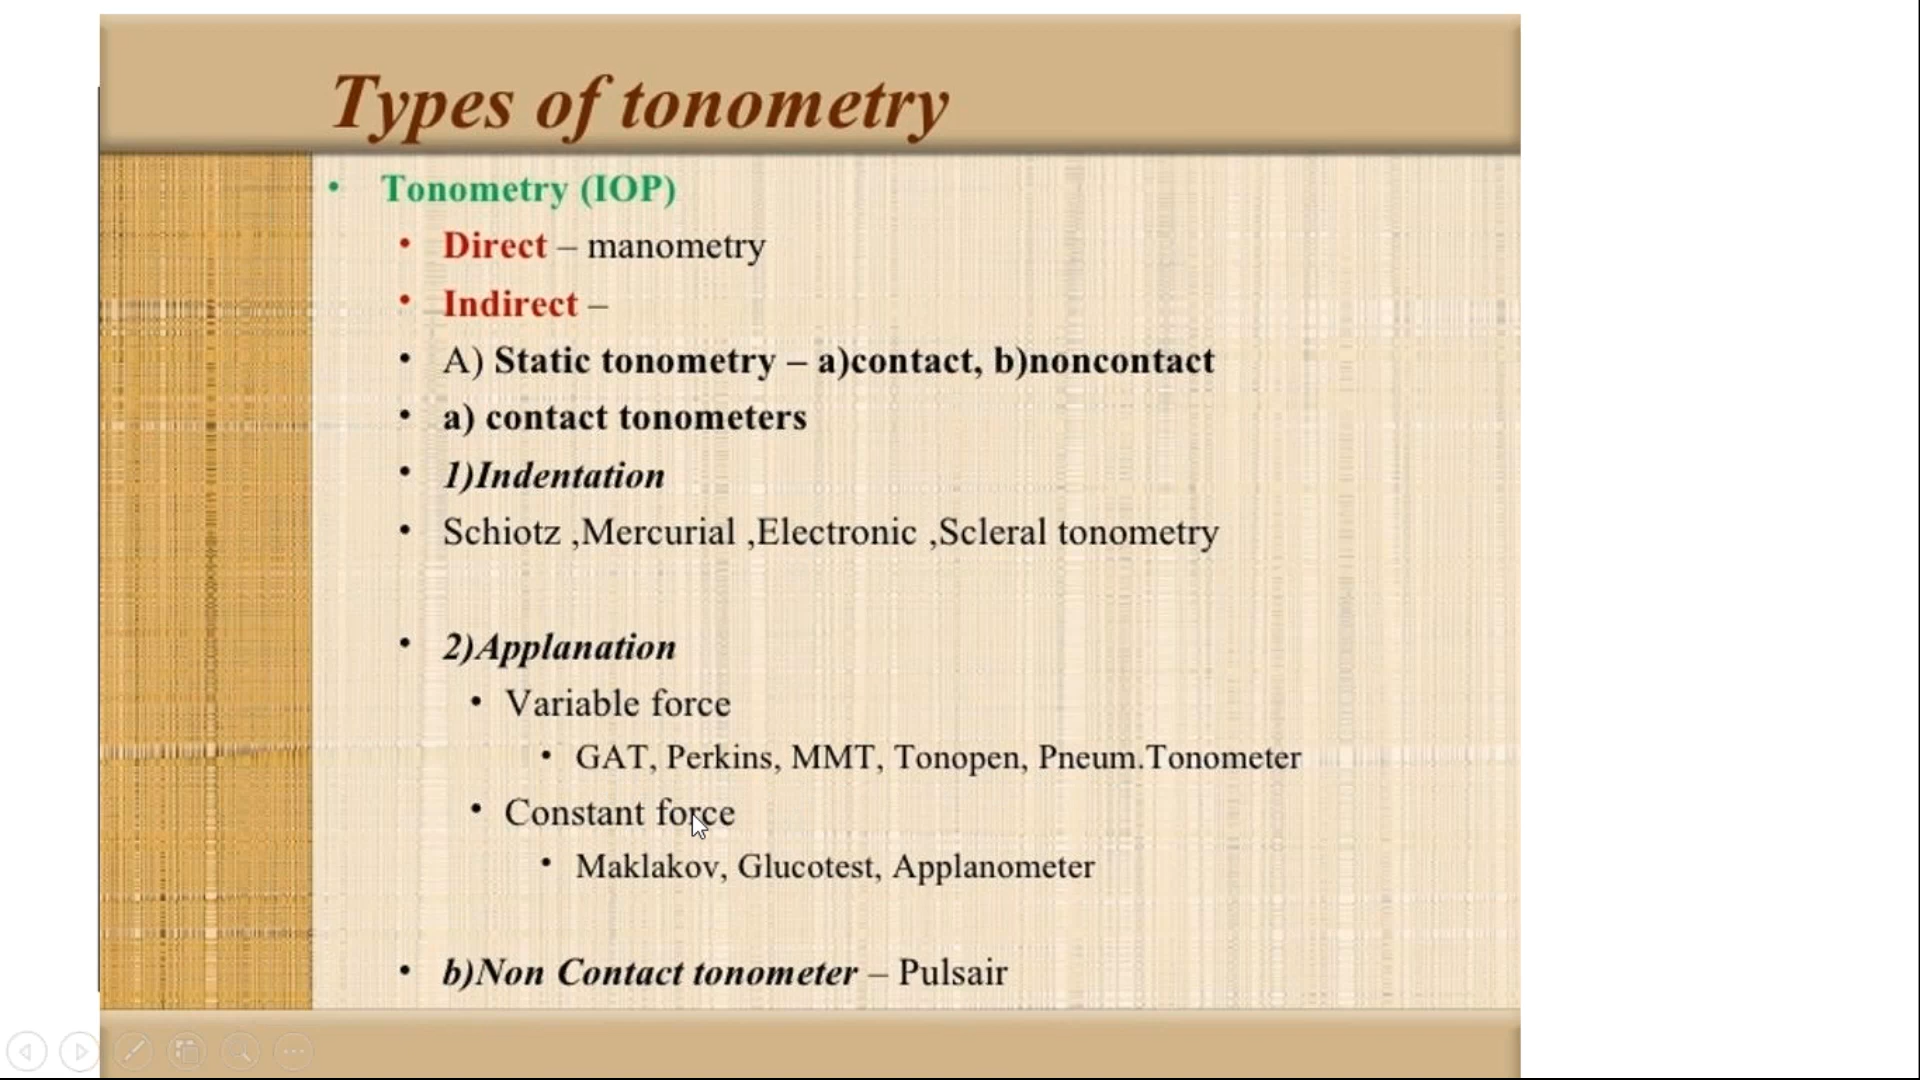 Types of tonometry
• Tonometry (IOP)
• Direct – manometry
• Indirect –
• A) Static tonometry – a)contact, b)noncontact
• a) contact tonometers
• 1)Indentation
• Schiotz ,Mercurial ,Electronic ,Scleral tonometry
• 2)Applanation
• Variable force
• GAT, Perkins, MMT, Tonopen, Pneum.Tonometer
• Constant force
• Maklakov, Glucotest, Applanometer
• b)Non Contact tonometer – Pulsair